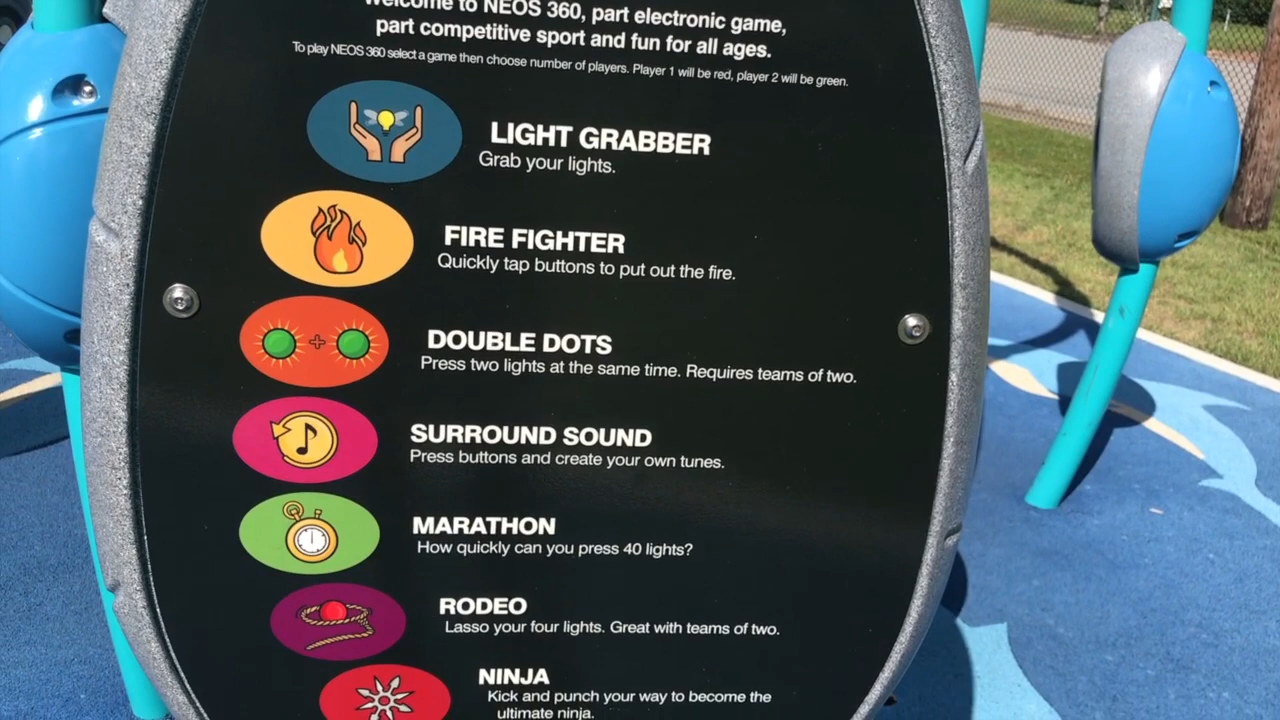 Welcome to NEOS 360, part electronic game,
part competitive sport and fun for all ages.
To play NEOS 360 select a game then choose number of players. Player 1 will be red, player 2 will be green.
LIGHT GRABBER
Grab your lights.
FIRE FIGHTER
Quickly tap buttons to put out the fire.
DOUBLE DOTS
Press two lights at the same time. Requires teams of two.
SURROUND SOUND
Press buttons and create your own tunes.
MARATHON
How quickly can you press 40 lights?
RODEO
Lasso your four lights. Great with teams of two.
NINJA
Kick and punch your way to become the
ultimate ninja.